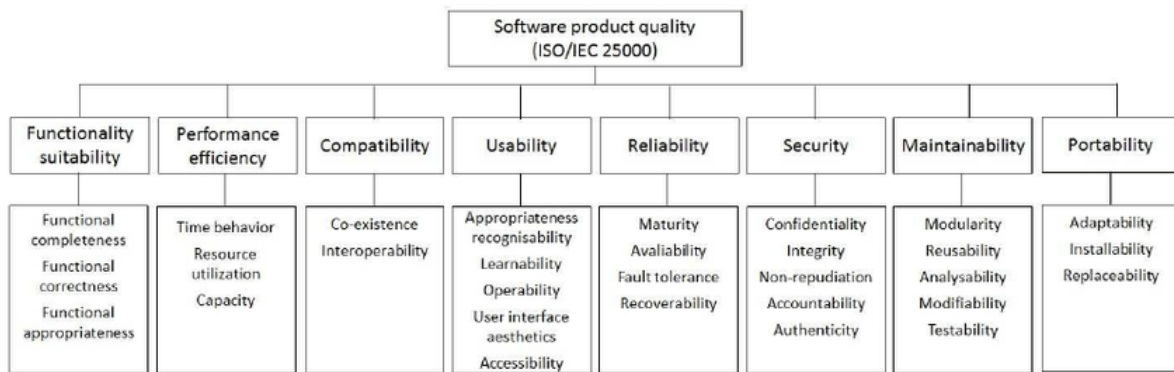 Software product quality
(ISO/IEC 25000)
Functionality
suitability
Performance
efficiency
Compatibility
Usability
Reliability
Security
Maintainability
Portability
Functional
completeness
Functional
correctness
Functional
appropriateness
Time behavior
Resource
utilization
Capacity
Co-existence
Interoperability
Appropriateness
recognisability
Learnability
Operability
User interface
aesthetics
Accessibility
Maturity
Avaliability
Fault tolerance
Recoverability
Confidentiality
Integrity
Non-repudiation
Accountability
Authenticity
Modularity
Reusability
Analysability
Modifiability
Testability
Adaptability
Installability
Replaceability